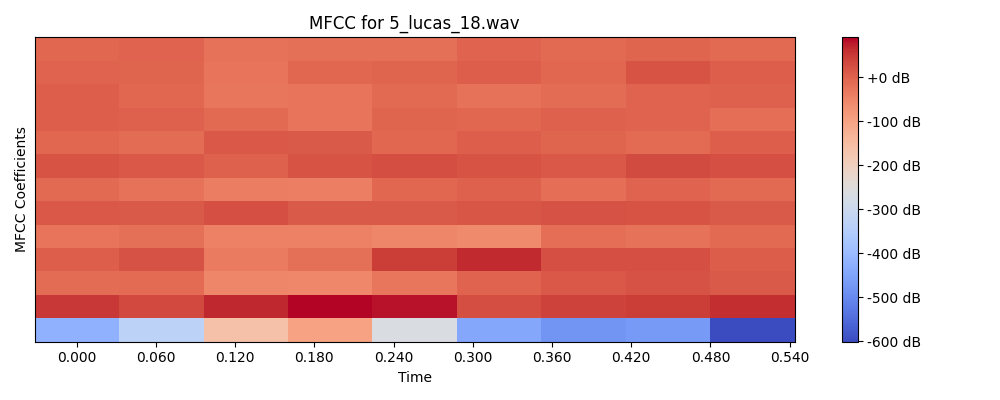 MFCC for 5_lucas_18.wav
MFCC Coefficients
+0 dB
-100 dB
-200 dB
-300 dB
-400 dB
-500 dB
-600 dB
0.000 0.060 0.120 0.180 0.240 0.300 0.360 0.420 0.480 0.540
Time